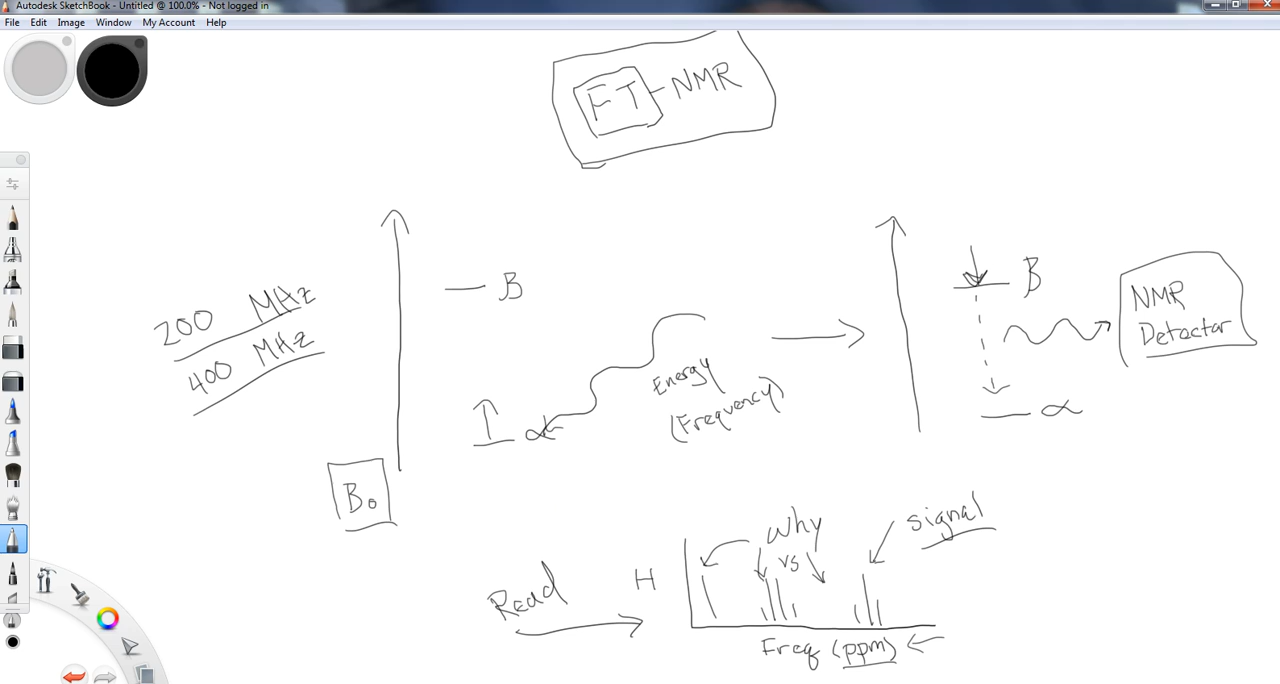 Autodesk SketchBook - Untitled @ 100.0% - Not logged in
File Edit Image Window My Account Help
FT-NMR
200 MHz
400 MHz
B
α
Energy
(Frequency)
B₀
B
α
NMR
Detector
Read
H
Why
vs
signal
Freq (ppm)